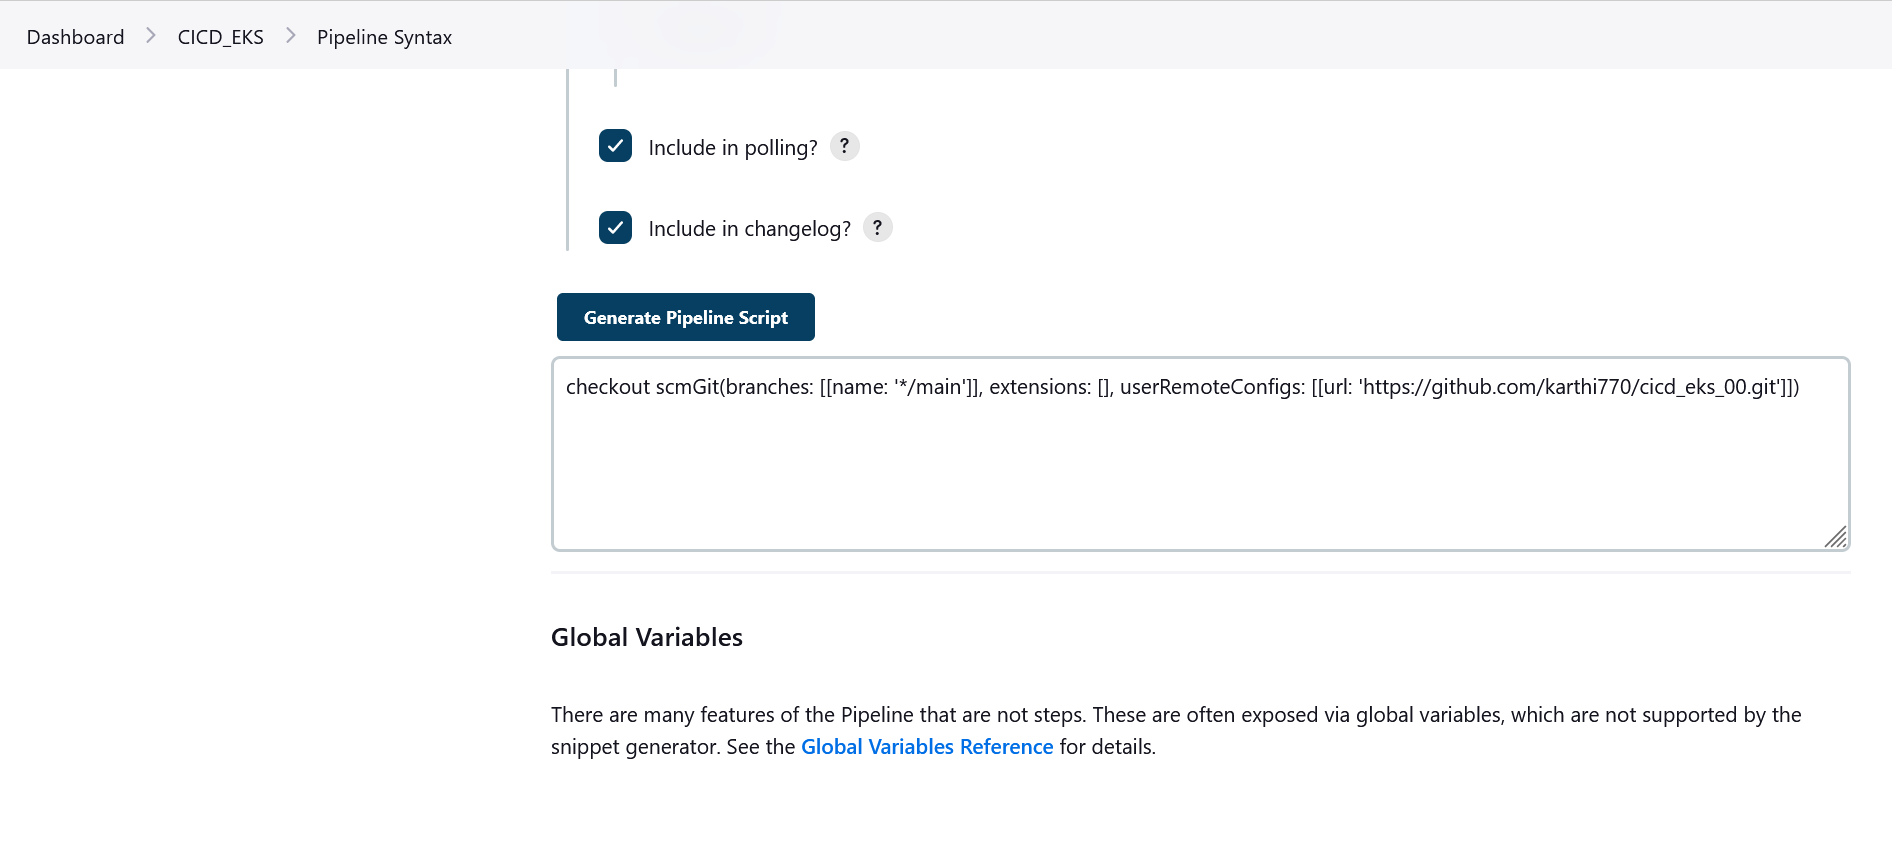 Dashboard > CICD_EKS > Pipeline Syntax
Include in polling? ?
Include in changelog? ?
Generate Pipeline Script
checkout scmGit(branches: [[name: '*/main']], extensions: [], userRemoteConfigs: [[url: 'https://github.com/karthi770/cicd_eks_00.git']])
Global Variables
There are many features of the Pipeline that are not steps. These are often exposed via global variables, which are not supported by the
snippet generator. See the Global Variables Reference for details.